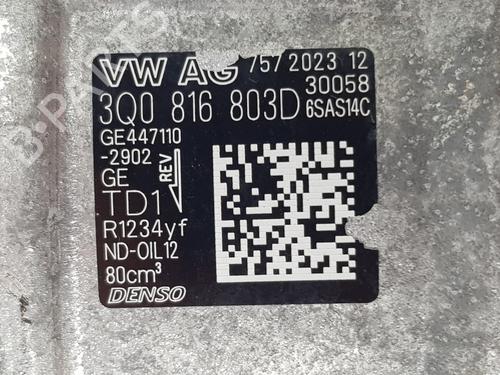 VW AG 757 2023 12
30058
3Q0 816 803D 6SAS14C
GE447110
-2902
GE
REV
TD1
R1234yf
ND-OIL12
80cm³
DENSO
B-PARTS